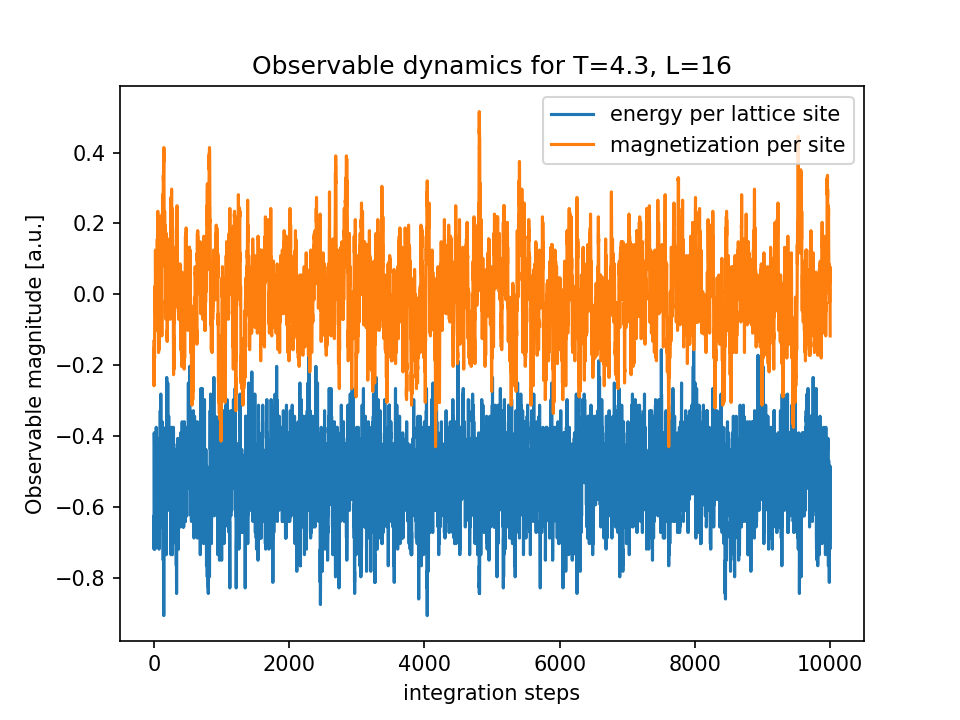 Observable dynamics for T=4.3, L=16
energy per lattice site
magnetization per site
Observable magnitude [a.u.]
0.4
0.2
0.0
−0.2
−0.4
−0.6
−0.8
0 2000 4000 6000 8000 10000
integration steps